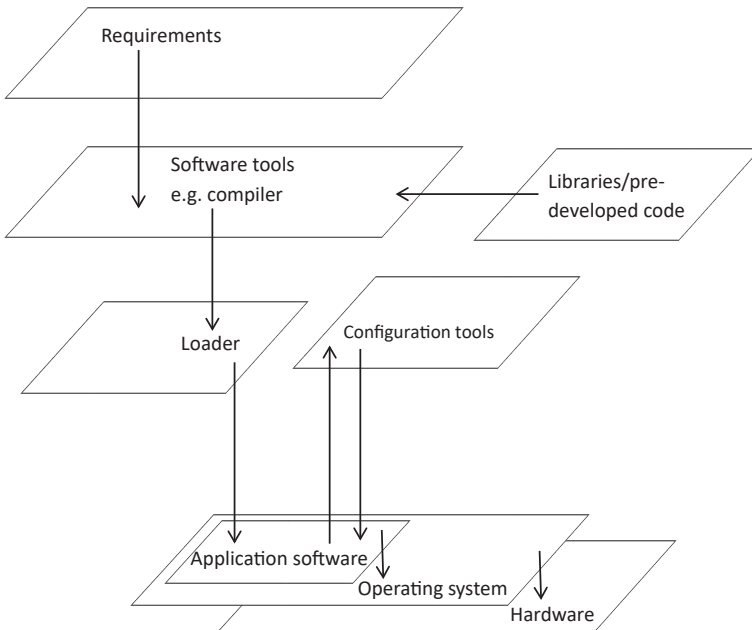 Requirements
Software tools
e.g. compiler
Libraries/pre-
developed code
Loader
Configuration tools
Application software
Operating system
Hardware